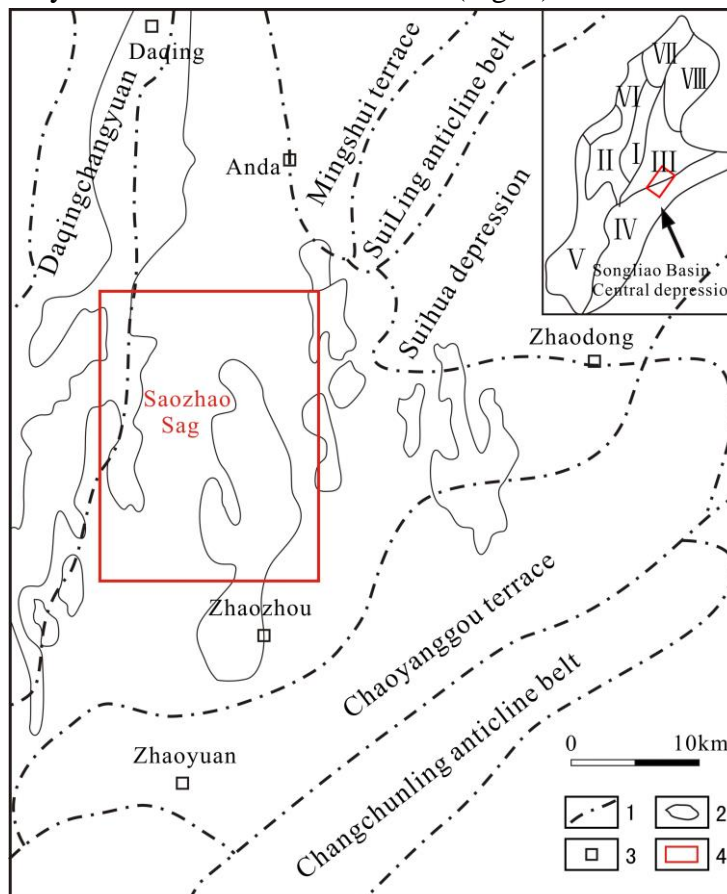 Daqing
Daqingchangyuan
Anda
Mingshui terrace
SuiLing anticline belt
Suihua depression
VII
VIII
VI
I
II
III
IV
V
Songliao Basin
Central depression
Zhaodong
Saozhao
Sag
Zhaozhou
Chaoyanggou terrace
Changchunling anticline belt
Zhaoyuan
0 10km
1
2
3
4